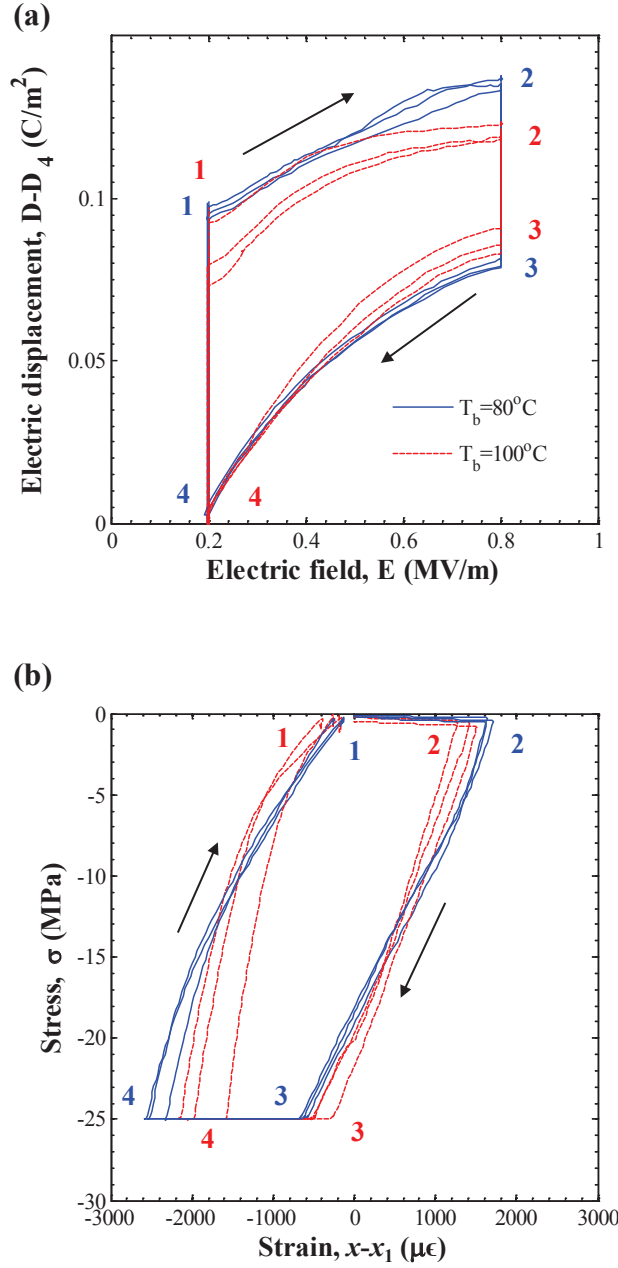 (a)
Electric displacement, D-D4 (C/m2)
0.1
0.05
0
1
1
2
2
3
3
4
4
Tb=80oC
Tb=100oC
0 0.2 0.4 0.6 0.8 1
Electric field, E (MV/m)
(b)
Stress, σ (MPa)
0
-5
-10
-15
-20
-25
-30
1
1
2
2
4
3
4
3
-3000 -2000 -1000 0 1000 2000 3000
Strain, x-x1 (με)